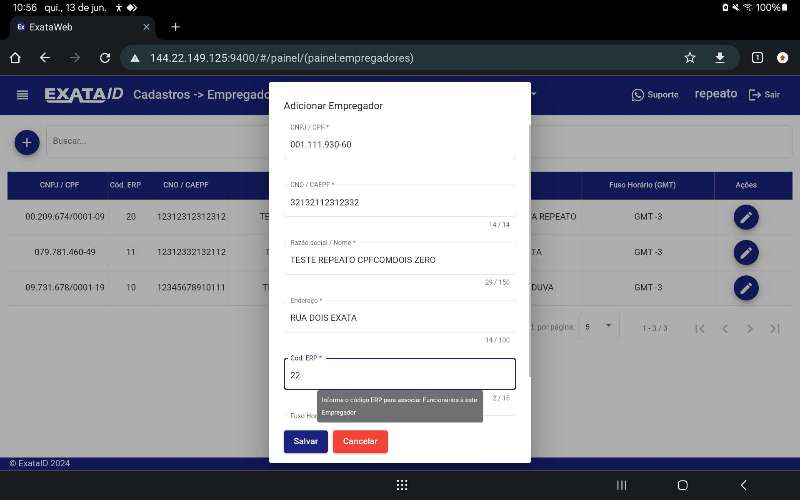 10:56 qui., 13 de jun.
100%
ExataWeb
144.22.149.125:9400/#/painel/(painel:empregadores)
1
EXATAID
Cadastros -> Empregado
Suporte
repeato
Sair
Buscar...
CNPJ / CPF Cód. ERP CNO / CAEPF Fuso Horário (GMT) Ações
00.209.674/0001-09 20 12312312312312 TE A REPEATO GMT -3
079.781.460-49 11 12312332132112 TA GMT -3
09.731.678/0001-19 10 12345678910111 DUVA GMT -3
por página: 5 1 - 3 / 3
Adicionar Empregador
CNPJ / CPF *
001.111.930-60
CNO / CAEPF *
32132112312332
14 / 14
Razão social / Nome *
TESTE REPEATO CPFCOMDOIS ZERO
29 / 150
Endereço *
RUA DOIS EXATA
14 / 100
Cód. ERP *
22
2 / 15
Informe o código ERP para associar Funcionários à este
Empregador
Fuso Hor
Salvar Cancelar
© ExataID 2024